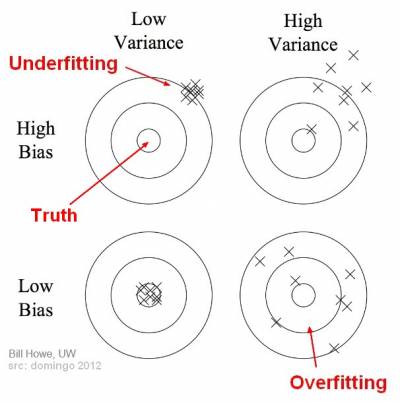 Low
Variance
High
Variance
Underfitting
High
Bias
Truth
Low
Bias
Bill Howe, UW
src: domingo 2012
Overfitting